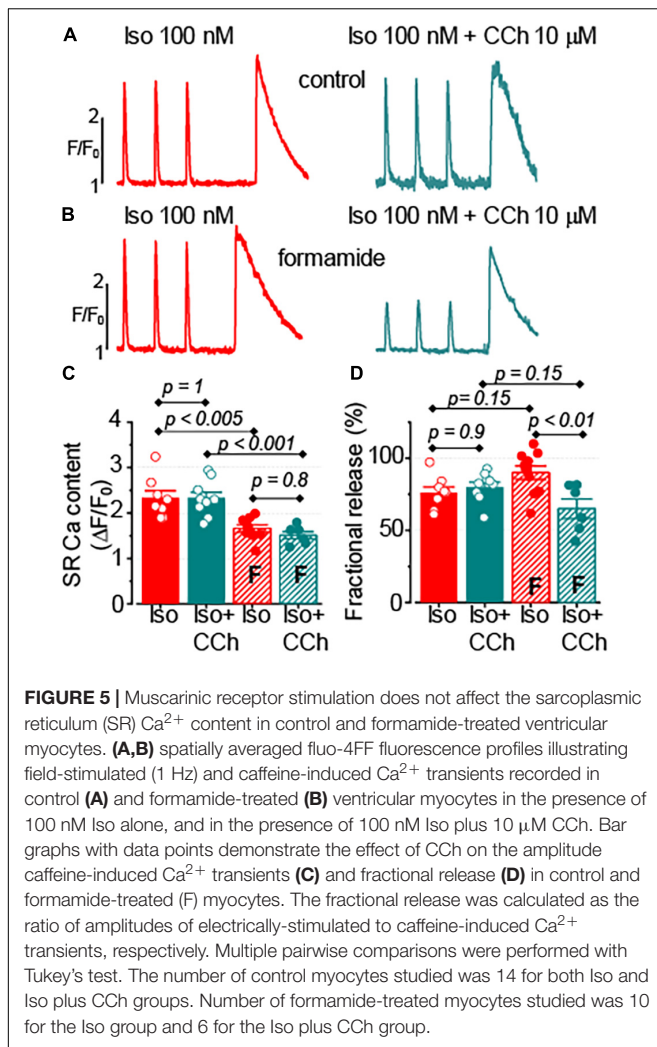 A Iso 100 nM Iso 100 nM + CCh 10 μM
control
2
F/F0
1
B Iso 100 nM Iso 100 nM + CCh 10 μM
formamide
2
F/F0
1
C
p = 1
p < 0.005
p < 0.001
p = 0.8
SR Ca content
(ΔF/F0)
4
3
2
1
0
F F
Iso Iso+ Iso Iso+
CCh CCh
D
p = 0.15
p= 0.15
p < 0.01
p = 0.9
Fractional release (%)
100
50
0
F F
Iso Iso+ Iso Iso+
CCh CCh
FIGURE 5 | Muscarinic receptor stimulation does not affect the sarcoplasmic
reticulum (SR) Ca2+ content in control and formamide-treated ventricular
myocytes. (A,B) spatially averaged fluo-4FF fluorescence profiles illustrating
field-stimulated (1 Hz) and caffeine-induced Ca2+ transients recorded in
control (A) and formamide-treated (B) ventricular myocytes in the presence of
100 nM Iso alone, and in the presence of 100 nM Iso plus 10 μM CCh. Bar
graphs with data points demonstrate the effect of CCh on the amplitude
caffeine-induced Ca2+ transients (C) and fractional release (D) in control and
formamide-treated (F) myocytes. The fractional release was calculated as the
ratio of amplitudes of electrically-stimulated to caffeine-induced Ca2+
transients, respectively. Multiple pairwise comparisons were performed with
Tukey's test. The number of control myocytes studied was 14 for both Iso and
Iso plus CCh groups. Number of formamide-treated myocytes studied was 10
for the Iso group and 6 for the Iso plus CCh group.